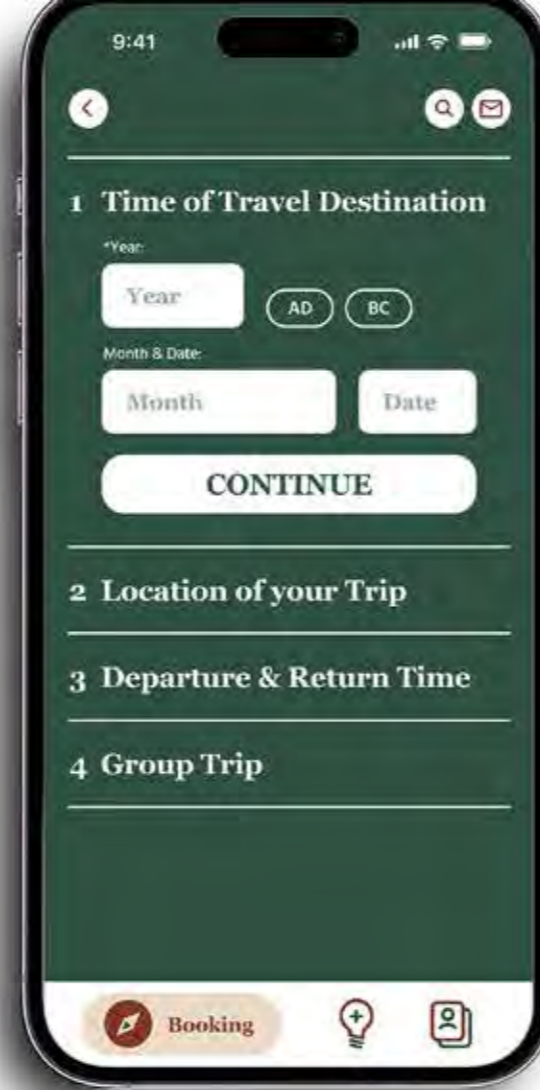 9:41
1 Time of Travel Destination
*Year:
Year AD BC
Month & Date:
Month Date
CONTINUE
2 Location of your Trip
3 Departure & Return Time
4 Group Trip
Booking